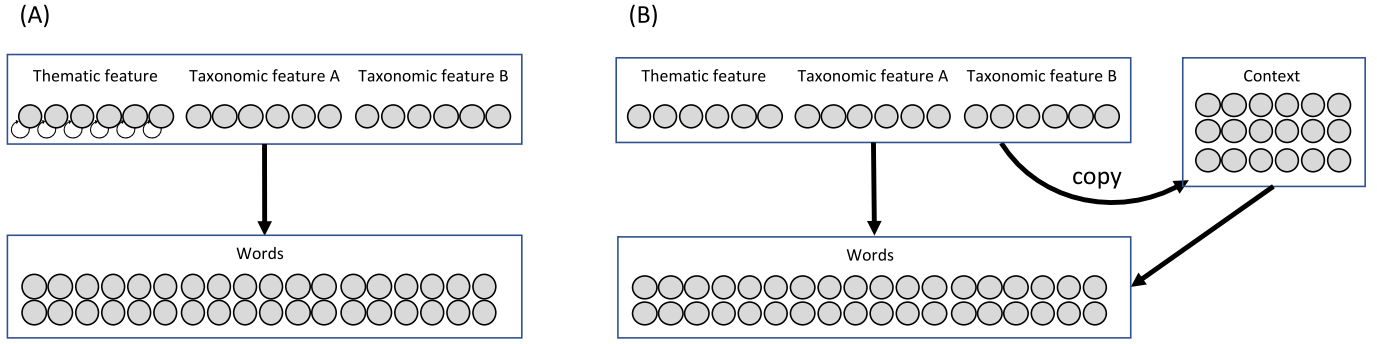 (A)
Thematic feature Taxonomic feature A Taxonomic feature B
Words
(B)
Thematic feature Taxonomic feature A Taxonomic feature B
Context
copy
Words